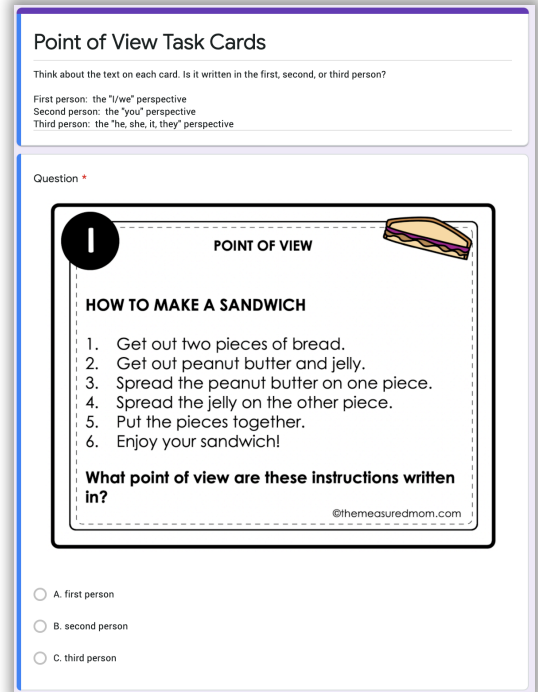 Point of View Task Cards
Think about the text on each card. Is it written in the first, second, or third person?
First person: the "I/we" perspective
Second person: the "you" perspective
Third person: the "he, she, it, they" perspective
Question *
1
POINT OF VIEW
HOW TO MAKE A SANDWICH
1. Get out two pieces of bread.
2. Get out peanut butter and jelly.
3. Spread the peanut butter on one piece.
4. Spread the jelly on the other piece.
5. Put the pieces together.
6. Enjoy your sandwich!
What point of view are these instructions written
in?
©themeasuredmom.com
A. first person
B. second person
C. third person